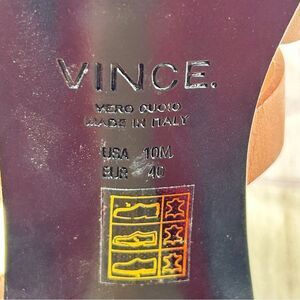 VINCE.
VERO CUOIO
MADE IN ITALY
USA 10M
EUR 40